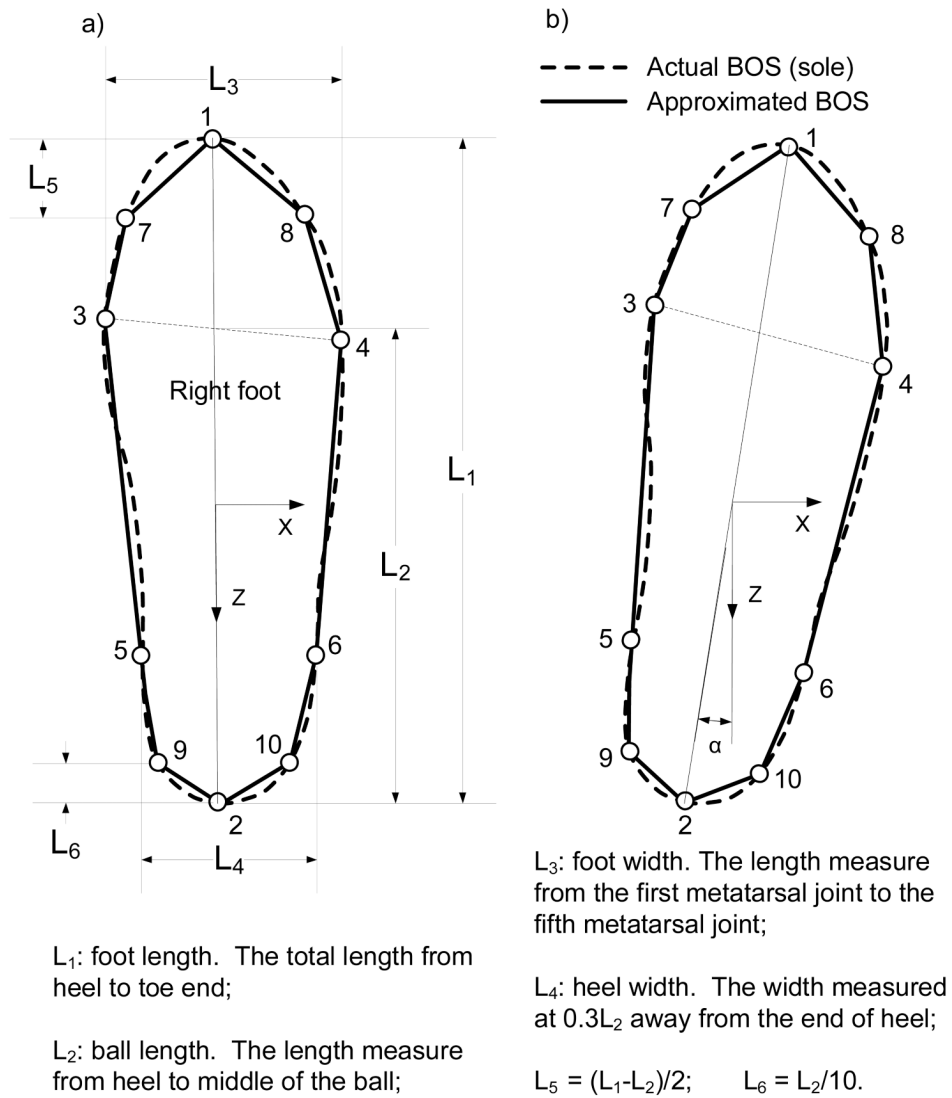 a)
L₃
1
L₅
7
8
3
4
Right foot
L₁
X
L₂
Z
5
6
9
10
L₆
2
L₄
L₁: foot length. The total length from
heel to toe end;
L₂: ball length. The length measure
from heel to middle of the ball;
b)
Actual BOS (sole)
Approximated BOS
1
7
8
3
4
X
Z
5
6
α
9
10
2
L₃: foot width. The length measure
from the first metatarsal joint to the
fifth metatarsal joint;
L₄: heel width. The width measured
at 0.3L₂ away from the end of heel;
L₅ = (L₁-L₂)/2; L₆ = L₂/10.